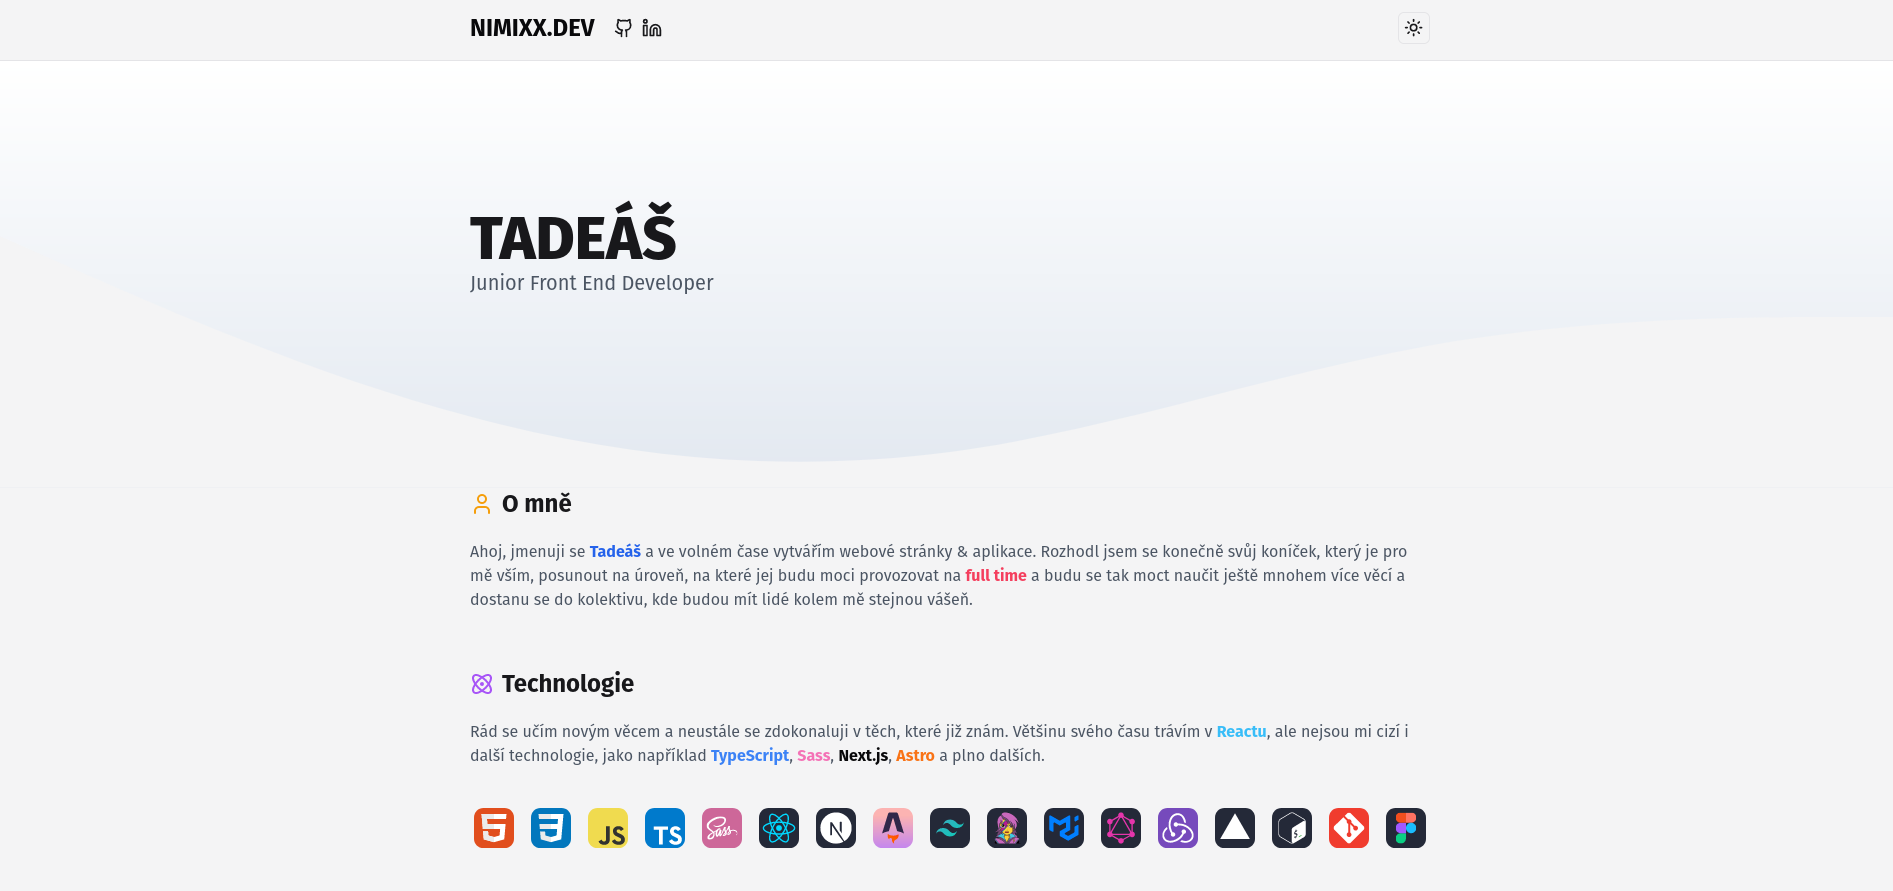 NIMIXX.DEV
TADEÁŠ
Junior Front End Developer
O mně
Ahoj, jmenuji se Tadeáš a ve volném čase vytvářím webové stránky & aplikace. Rozhodl jsem se konečně svůj koníček, který je pro
mě vším, posunout na úroveň, na které jej budu moci provozovat na full time a budu se tak moct naučit ještě mnohem více věcí a
dostanu se do kolektivu, kde budou mít lidé kolem mě stejnou vášeň.
Technologie
Rád se učím novým věcem a neustále se zdokonaluji v těch, které již znám. Většinu svého času trávím v Reactu, ale nejsou mi cizí i
další technologie, jako například TypeScript, Sass, Next.js, Astro a plno dalších.
JS TS Sass